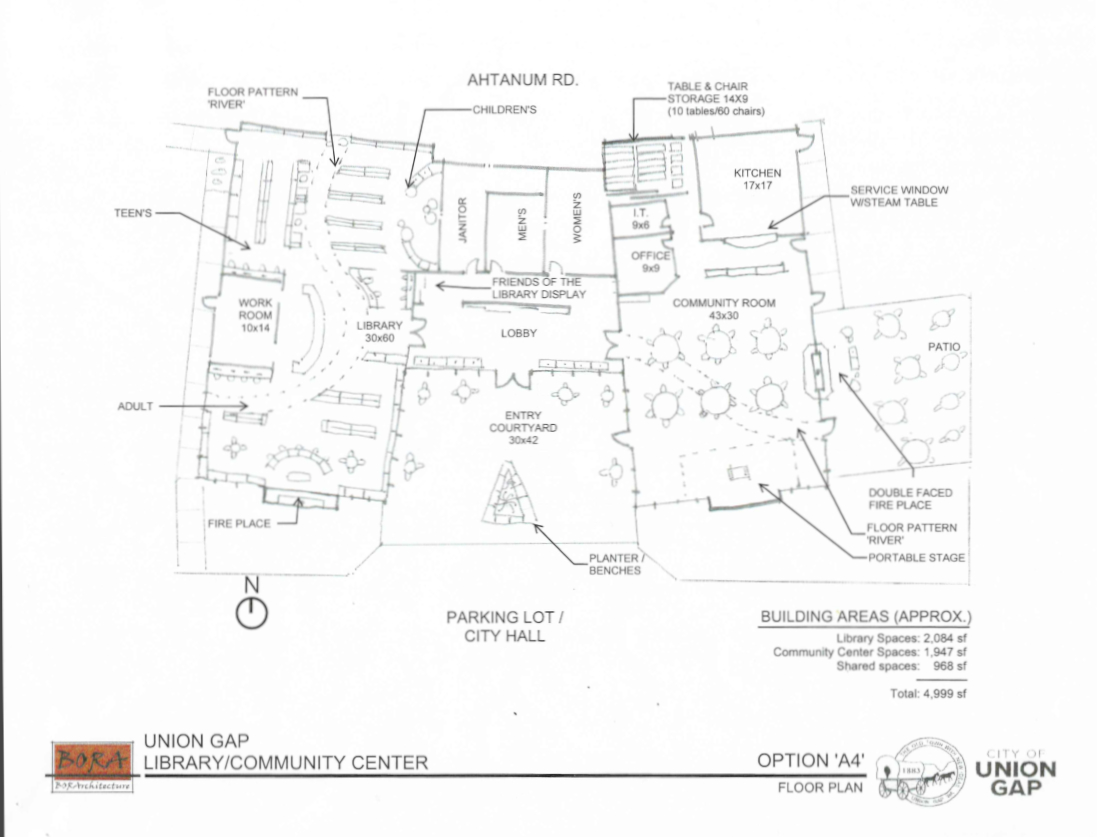 AHTANUM RD.
FLOOR PATTERN
'RIVER'
CHILDREN'S
TABLE & CHAIR
STORAGE 14X9
(10 tables/60 chairs)
KITCHEN
17x17
SERVICE WINDOW
W/STEAM TABLE
TEEN'S
JANITOR
MEN'S
WOMEN'S
I.T.
9x6
OFFICE
9x9
FRIENDS OF THE
LIBRARY DISPLAY
WORK
ROOM
10x14
LIBRARY
30x60
LOBBY
COMMUNITY ROOM
43x30
PATIO
ADULT
ENTRY
COURTYARD
30x42
DOUBLE FACED
FIRE PLACE
FIRE PLACE
FLOOR PATTERN
'RIVER'
PORTABLE STAGE
PLANTER /
BENCHES
N
PARKING LOT /
CITY HALL
BUILDING AREAS (APPROX.)
Library Spaces: 2,084 sf
Community Center Spaces: 1,947 sf
Shared spaces: 968 sf
Total: 4,999 sf
BORA
BORArchitecture
UNION GAP
LIBRARY/COMMUNITY CENTER
OPTION 'A4'
FLOOR PLAN
1883
CITY OF
UNION
GAP